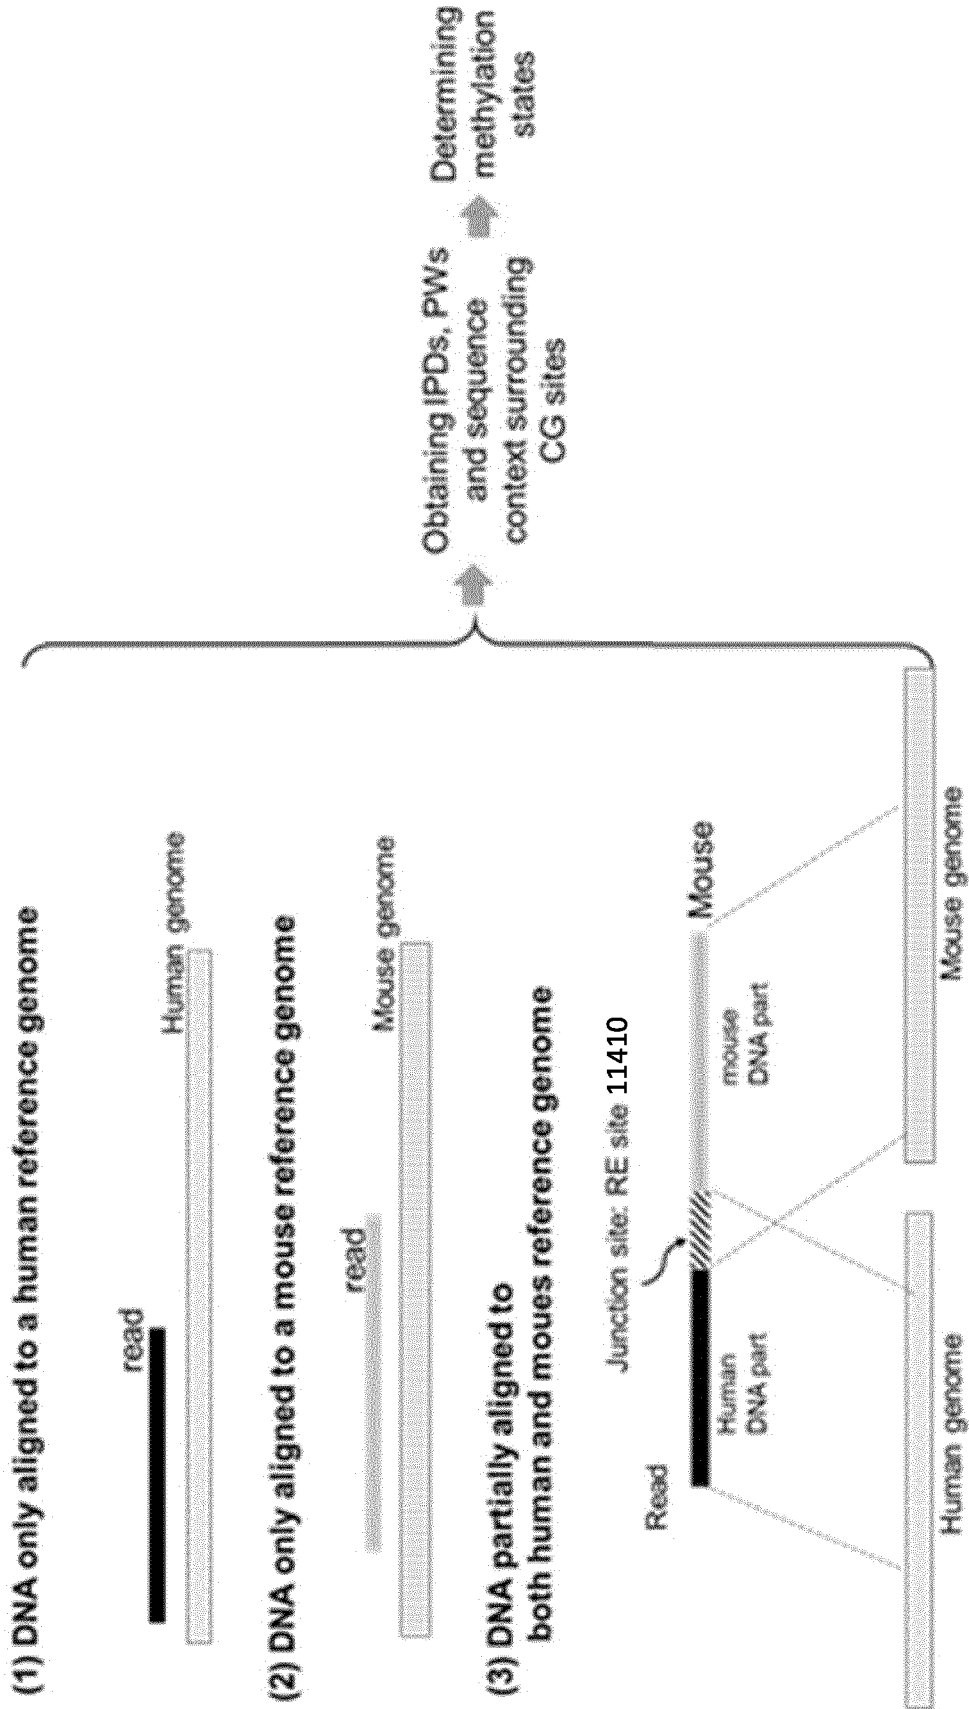 (1) DNA only aligned to a human reference genome
read
Human genome
(2) DNA only aligned to a mouse reference genome
read
Mouse genome
(3) DNA partially aligned to
both human and moues reference genome
Junction site: RE site 11410
Read
Mouse
Human
DNA part
mouse
DNA part
Human genome
Mouse genome
Obtaining IPDs, PWs
and sequence
context surrounding
CG sites
Determining
methylation
states